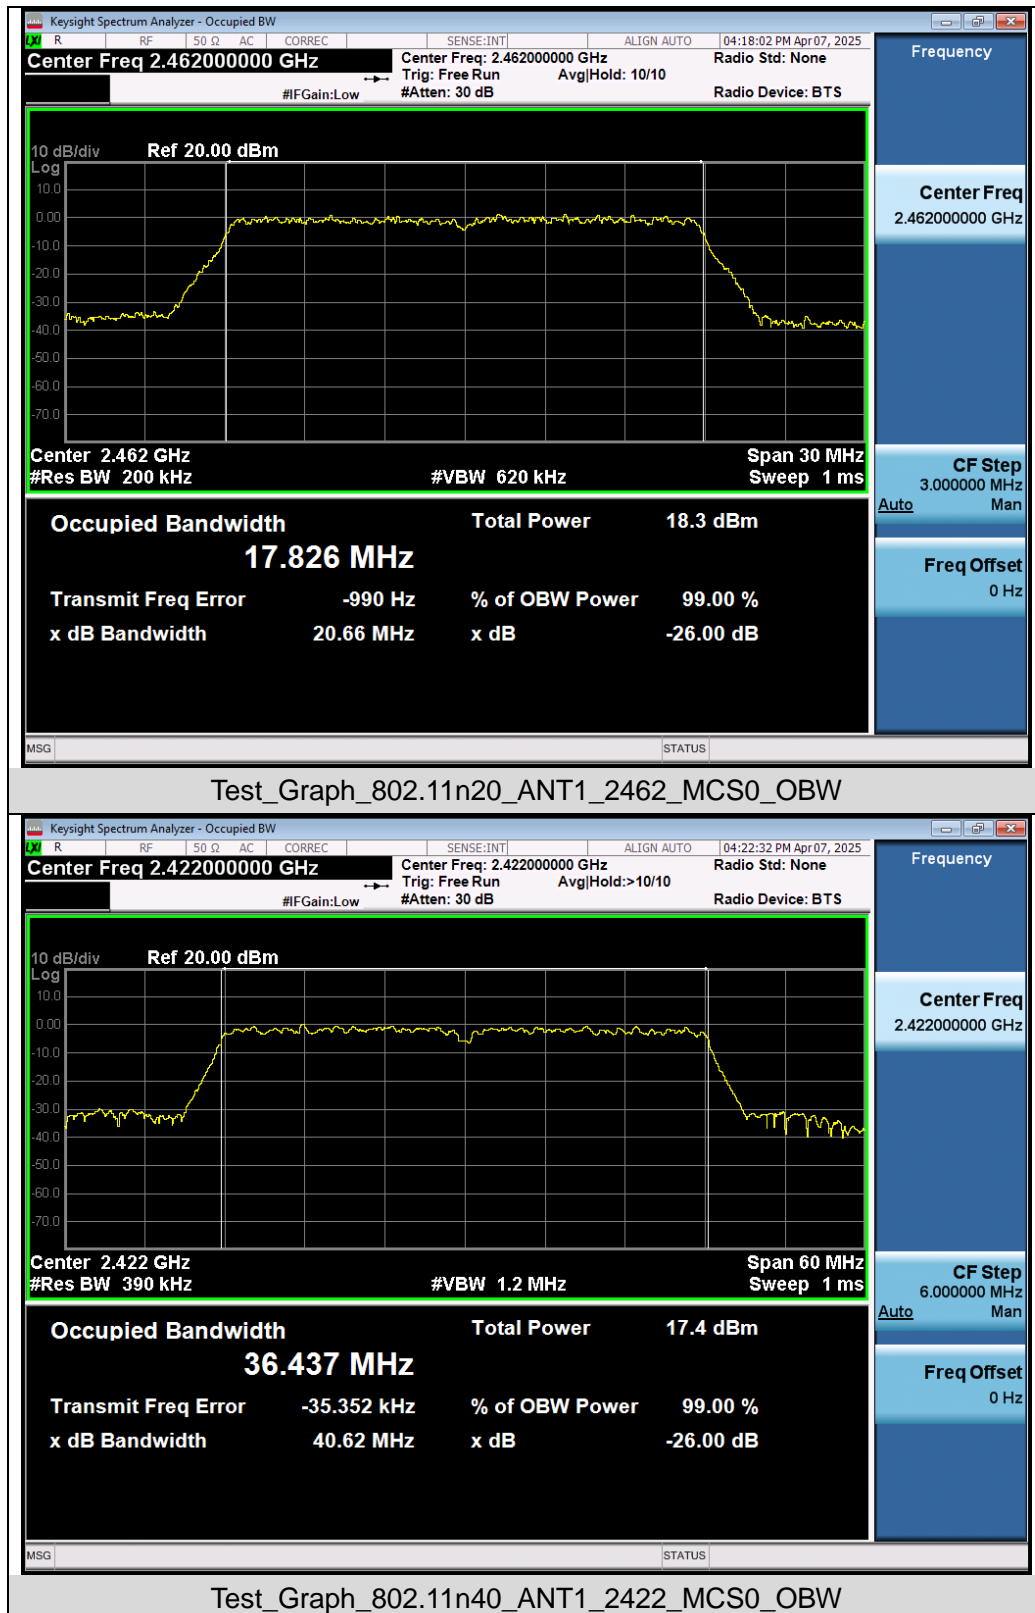 Keysight Spectrum Analyzer - Occupied BW
LXI R RF 50 Ω AC CORREC SENSE:INT ALIGN AUTO 04:18:02 PM Apr 07, 2025
Center Freq 2.462000000 GHz Center Freq: 2.462000000 GHz Radio Std: None
Trig: Free Run Avg|Hold: 10/10
#IFGain:Low #Atten: 30 dB Radio Device: BTS
Frequency
10 dB/div Ref 20.00 dBm
Log
10.0
0.00
-10.0
-20.0
-30.0
-40.0
-50.0
-60.0
-70.0
Center Freq
2.462000000 GHz
Center 2.462 GHz Span 30 MHz
#Res BW 200 kHz #VBW 620 kHz Sweep 1 ms
CF Step
3.000000 MHz
Auto Man
Freq Offset
0 Hz
Occupied Bandwidth Total Power 18.3 dBm
17.826 MHz
Transmit Freq Error -990 Hz % of OBW Power 99.00 %
x dB Bandwidth 20.66 MHz x dB -26.00 dB
MSG STATUS
Test_Graph_802.11n20_ANT1_2462_MCS0_OBW
Keysight Spectrum Analyzer - Occupied BW
LXI R RF 50 Ω AC CORREC SENSE:INT ALIGN AUTO 04:22:32 PM Apr 07, 2025
Center Freq 2.422000000 GHz Center Freq: 2.422000000 GHz Radio Std: None
Trig: Free Run Avg|Hold:>10/10
#IFGain:Low #Atten: 30 dB Radio Device: BTS
Frequency
10 dB/div Ref 20.00 dBm
Log
10.0
0.00
-10.0
-20.0
-30.0
-40.0
-50.0
-60.0
-70.0
Center Freq
2.422000000 GHz
Center 2.422 GHz Span 60 MHz
#Res BW 390 kHz #VBW 1.2 MHz Sweep 1 ms
CF Step
6.000000 MHz
Auto Man
Freq Offset
0 Hz
Occupied Bandwidth Total Power 17.4 dBm
36.437 MHz
Transmit Freq Error -35.352 kHz % of OBW Power 99.00 %
x dB Bandwidth 40.62 MHz x dB -26.00 dB
MSG STATUS
Test_Graph_802.11n40_ANT1_2422_MCS0_OBW